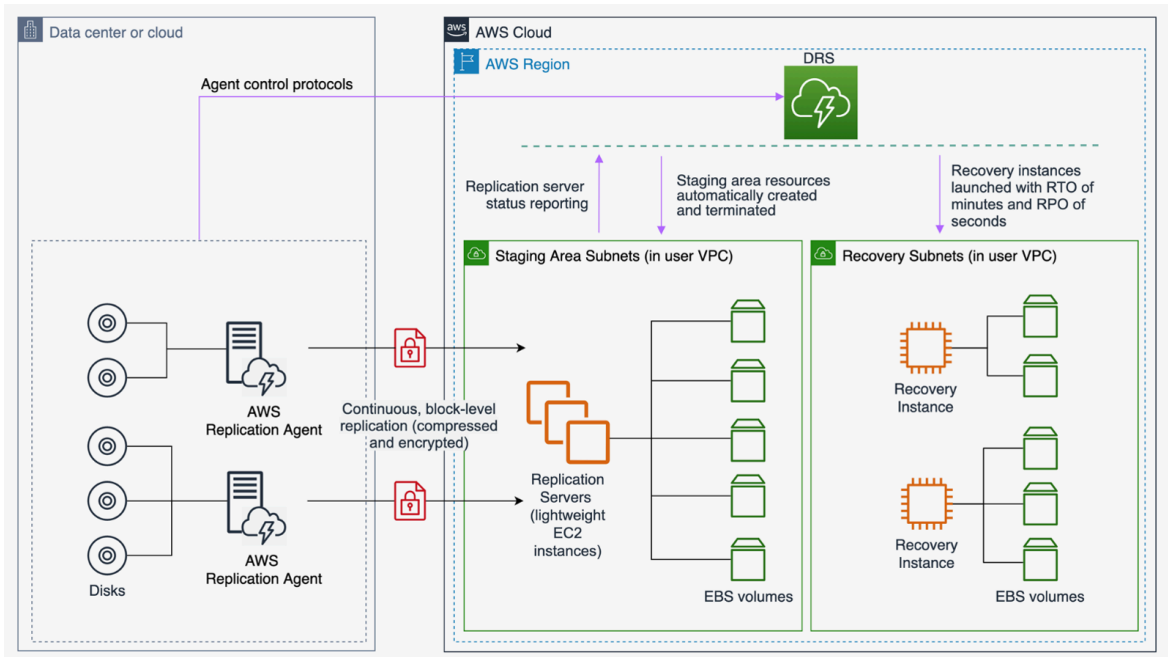 Data center or cloud
aws
AWS Cloud
AWS Region
DRS
Agent control protocols
Replication server
status reporting
Staging area resources
automatically created
and terminated
Recovery instances
launched with RTO of
minutes and RPO of
seconds
Staging Area Subnets (in user VPC)
Recovery Subnets (in user VPC)
AWS
Replication Agent
Continuous, block-level
replication (compressed
and encrypted)
AWS
Replication Agent
Disks
Replication
Servers
(lightweight
EC2
instances)
EBS volumes
Recovery
Instance
Recovery
Instance
EBS volumes